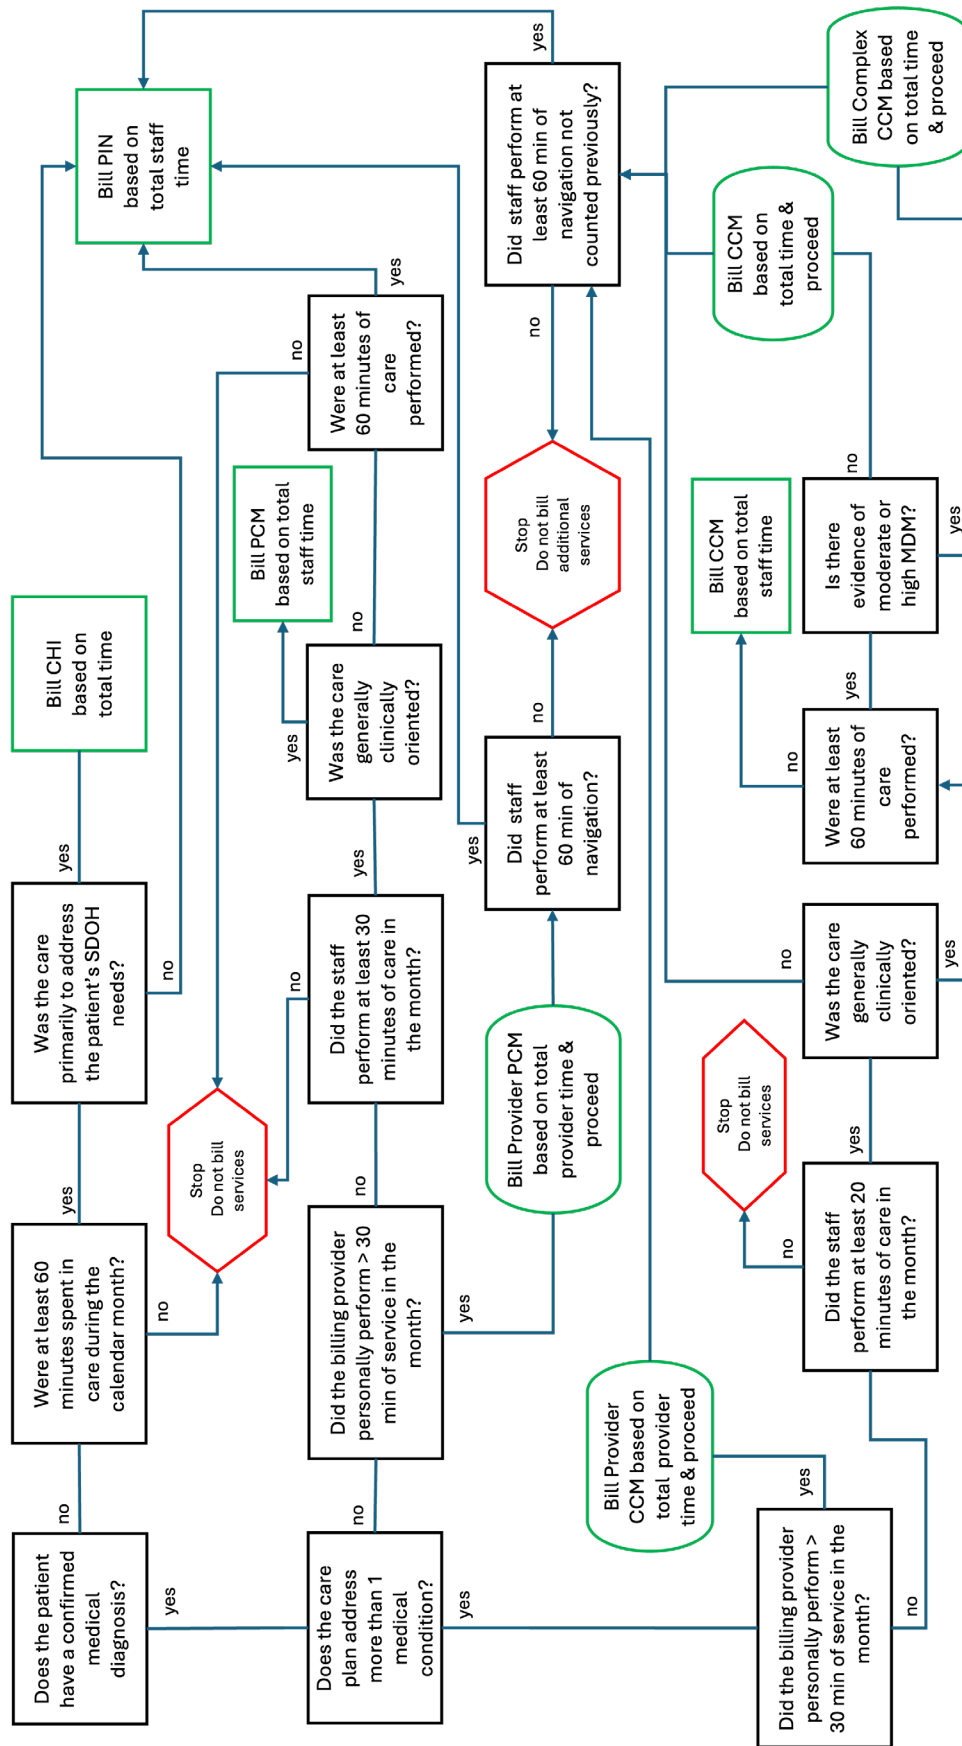 Does the patient
have a confirmed
medical
diagnosis?
no
yes
Were at least 60
minutes spent in
care during the
calendar month?
yes
no
Was the care
primarily to address
the patient's SDOH
needs?
yes
no
Bill CHI
based on
total time
Bill PIN
based on
total staff
time
Stop
Do not bill
services
Does the care
plan address
more than 1
medical
condition?
no
yes
Did the billing provider
personally perform > 30
min of service in the
month?
no
yes
Did the staff
perform at least 30
minutes of care in
the month?
no
yes
Was the care
generally
clinically
oriented?
yes
no
Bill PCM
based on total
staff time
Were at least
60 minutes of
care
performed?
no
yes
Bill Provider PCM
based on total
provider time &
proceed
Did  staff
perform at least
60 min of
navigation?
yes
no
Stop
Do not bill
additional
services
no
Did  staff perform at
least 60 min of
navigation not
counted previously?
yes
Bill Provider
CCM based on
total  provider
time & proceed
Did the billing provider
personally perform >
30 min of service in the
month?
yes
no
Stop
Do not bill
services
Did the staff
perform at least 20
minutes of care in
the month?
no
yes
Was the care
generally
clinically
oriented?
no
yes
Were at least
60 minutes of
care
performed?
no
yes
Bill CCM
based on total
staff time
Is there
evidence of
moderate or
high MDM?
no
yes
Bill CCM
based on
total time &
proceed
Bill Complex
CCM based
on total time
& proceed